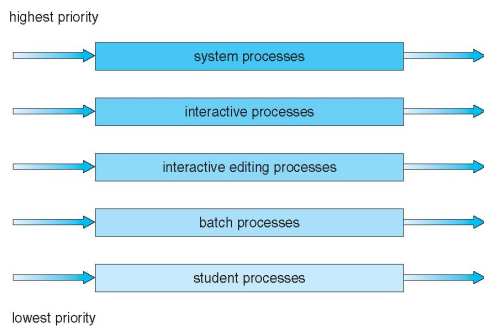 highest priority
system processes
interactive processes
interactive editing processes
batch processes
student processes
lowest priority